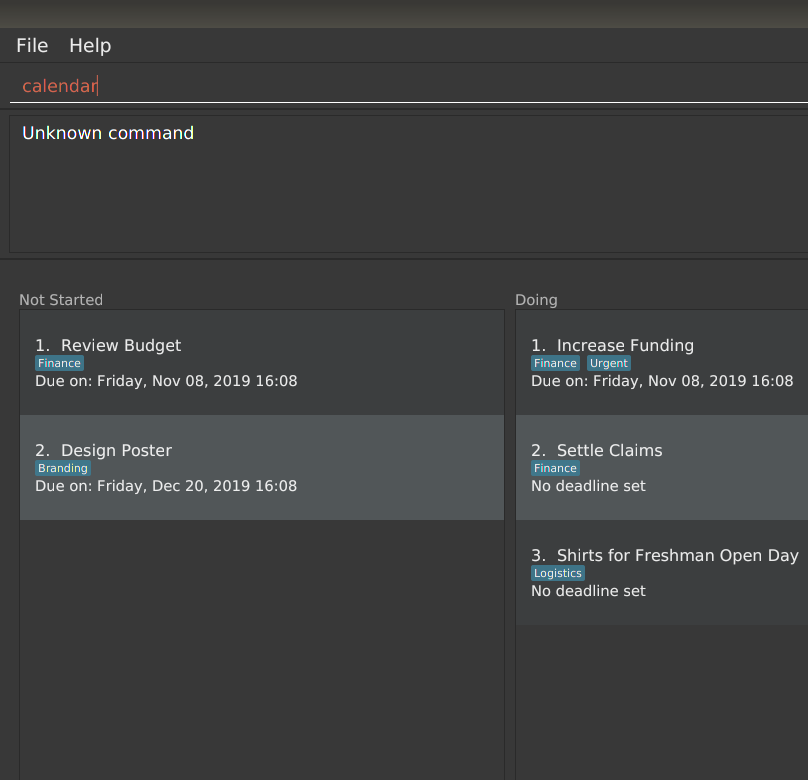 File Help
calendar
Unknown command
Not Started
1. Review Budget
Finance
Due on: Friday, Nov 08, 2019 16:08
2. Design Poster
Branding
Due on: Friday, Dec 20, 2019 16:08
Doing
1. Increase Funding
Finance Urgent
Due on: Friday, Nov 08, 2019 16:08
2. Settle Claims
Finance
No deadline set
3. Shirts for Freshman Open Day
Logistics
No deadline set